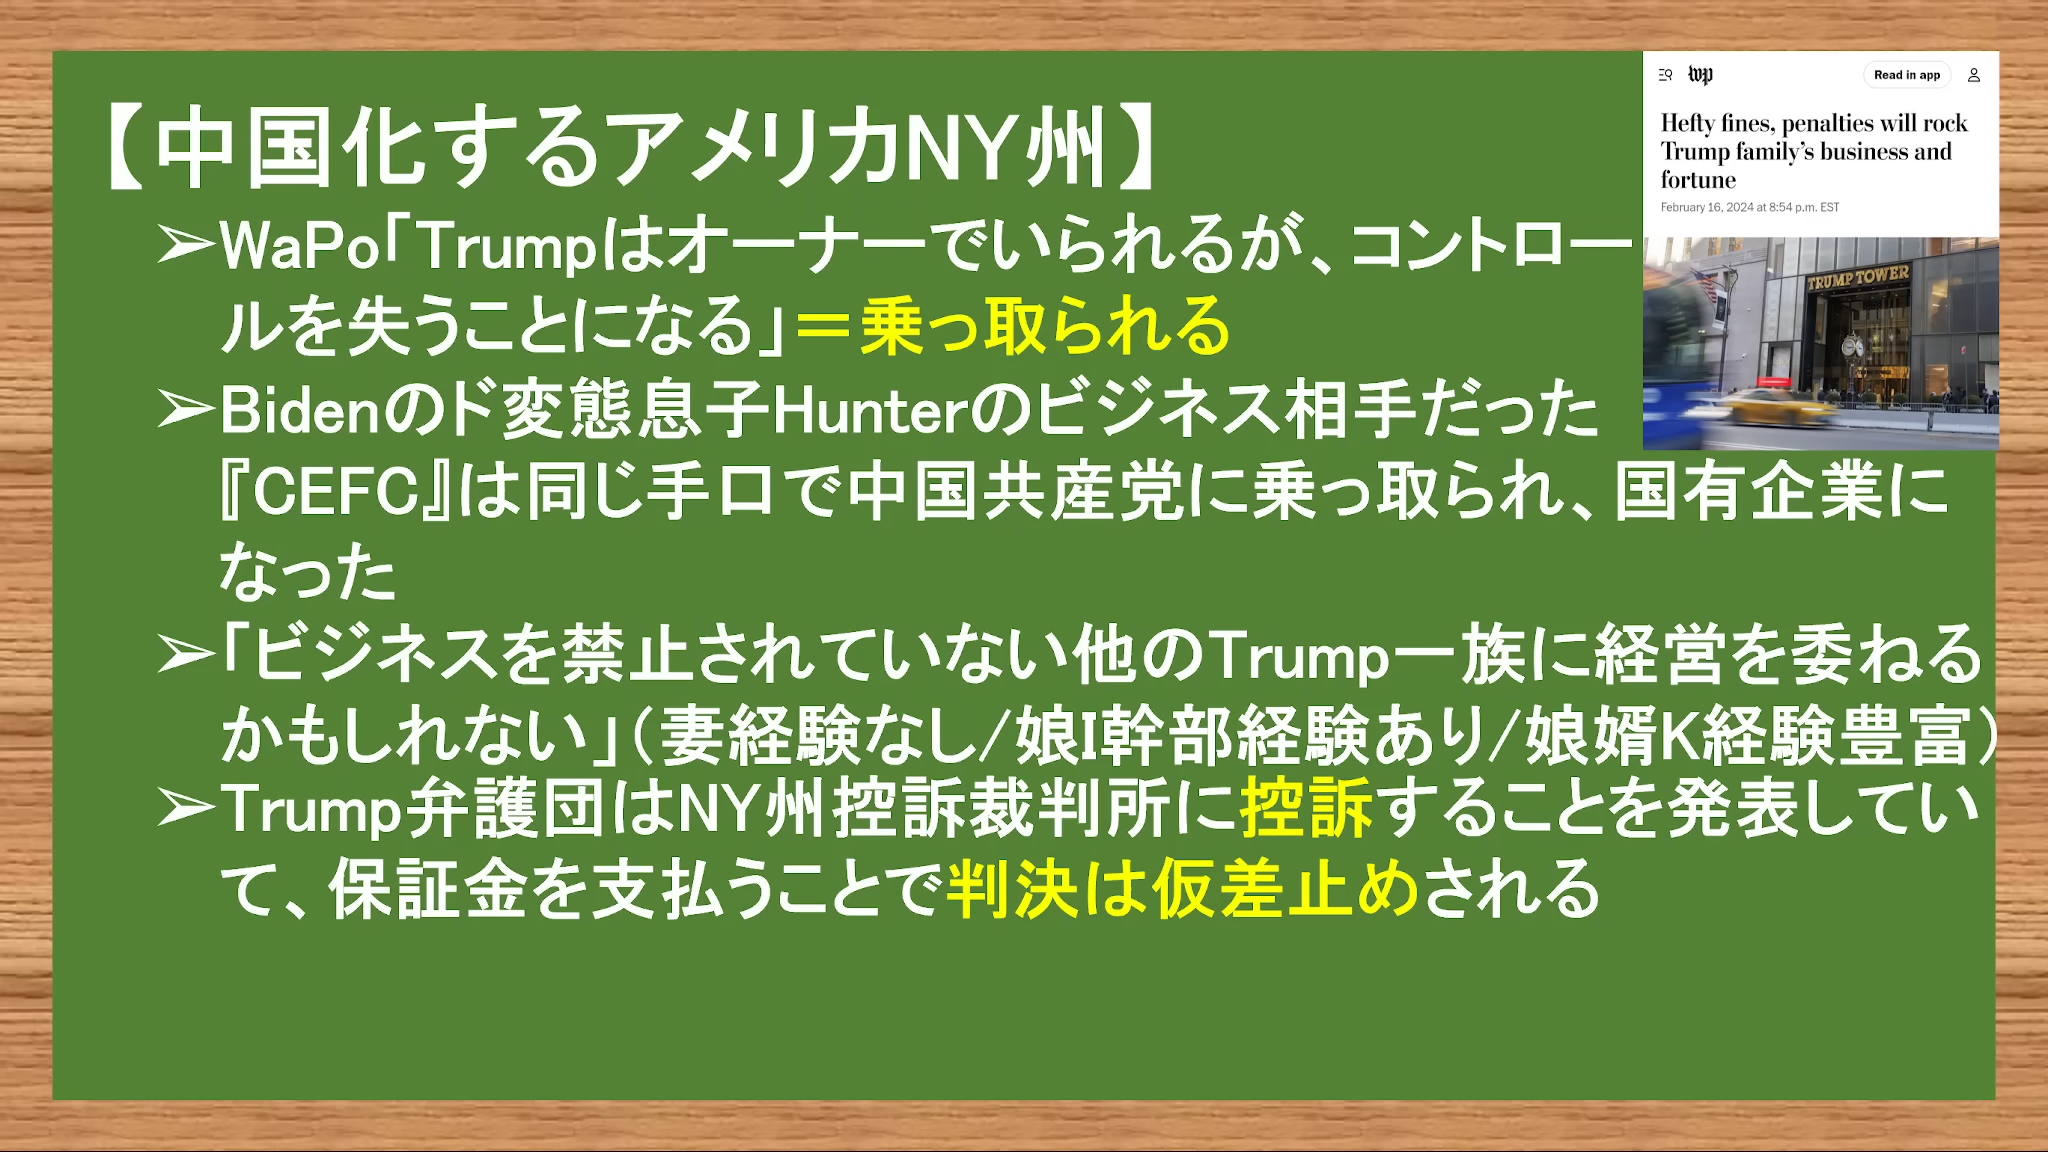 【中国化するアメリカNY州】
➢WaPo「Trumpはオーナーでいられるが、コントロー
ルを失うことになる」＝乗っ取られる
➢Bidenのド変態息子Hunterのビジネス相手だった
『CEFC』は同じ手口で中国共産党に乗っ取られ、国有企業に
なった
➢「ビジネスを禁止されていない他のTrump一族に経営を委ねる
かもしれない」（妻経験なし/娘I幹部経験あり/娘婿K経験豊富）
➢Trump弁護団はNY州控訴裁判所に控訴することを発表してい
て、保証金を支払うことで判決は仮差止めされる
wp
Read in app
Hefty fines, penalties will rock
Trump family’s business and
fortune
February 16, 2024 at 8:54 p.m. EST
TRUMP TOWER